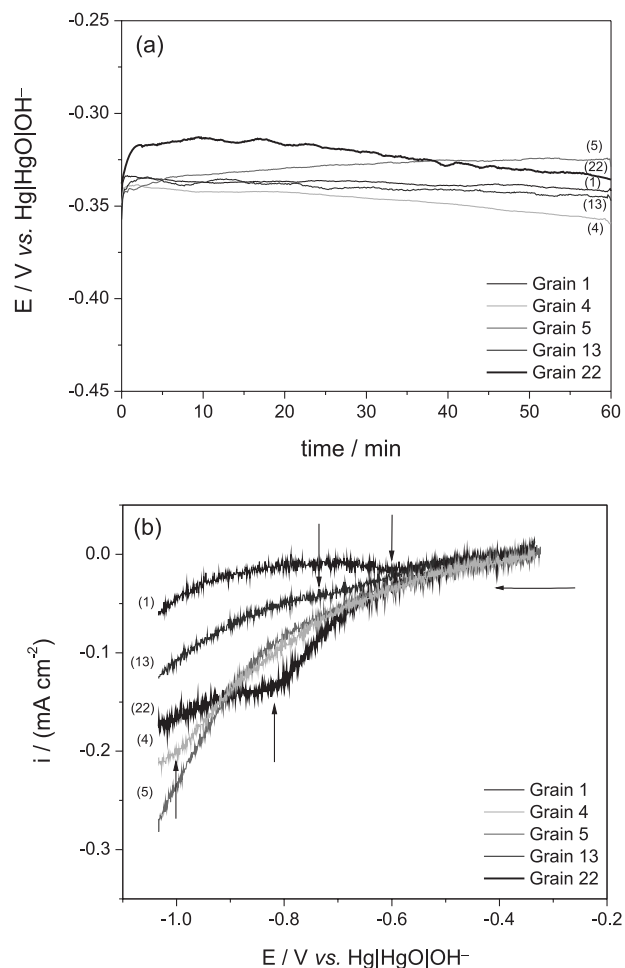 (a)
-0.25
-0.30
-0.35
-0.40
-0.45
E / V vs. Hg|HgO|OH–
(5)
(22)
(1)
(13)
(4)
Grain 1
Grain 4
Grain 5
Grain 13
Grain 22
0 10 20 30 40 50 60
time / min
(b)
0.0
-0.1
-0.2
-0.3
i / (mA cm-2)
(1)
(13)
(22)
(4)
(5)
Grain 1
Grain 4
Grain 5
Grain 13
Grain 22
-1.0 -0.8 -0.6 -0.4 -0.2
E / V vs. Hg|HgO|OH–